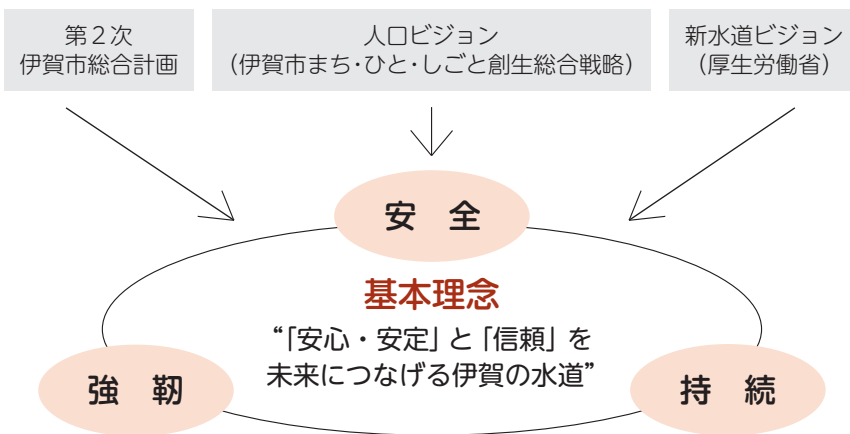 第２次
伊賀市総合計画
人口ビジョン
（伊賀市まち・ひと・しごと創生総合戦略）
新水道ビジョン
（厚生労働省）
安　全
基本理念
“「安心・安定」と「信頼」を
未来につなげる伊賀の水道”
強　靭
持　続